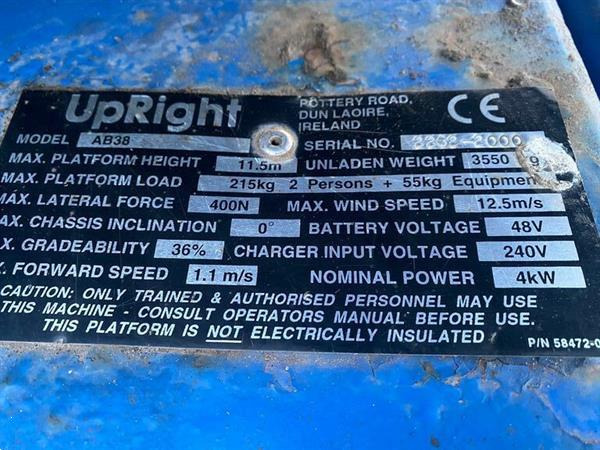 UpRight
POTTERY ROAD,
DUN LAOIRE,
IRELAND
CE
MODEL AB38
SERIAL NO.
MAX. PLATFORM HEIGHT 11.5m UNLADEN WEIGHT 3550 g
MAX. PLATFORM LOAD 215kg 2 Persons + 55kg Equipmen
MAX. LATERAL FORCE 400N MAX. WIND SPEED 12.5m/s
MAX. CHASSIS INCLINATION 0° BATTERY VOLTAGE 48V
X. GRADEABILITY 36% CHARGER INPUT VOLTAGE 240V
. FORWARD SPEED 1.1 m/s NOMINAL POWER 4kW
CAUTION: ONLY TRAINED & AUTHORISED PERSONNEL MAY USE
THIS MACHINE - CONSULT OPERATORS MANUAL BEFORE USE.
THIS PLATFORM IS NOT ELECTRICALLY INSULATED
P/N 58472-0